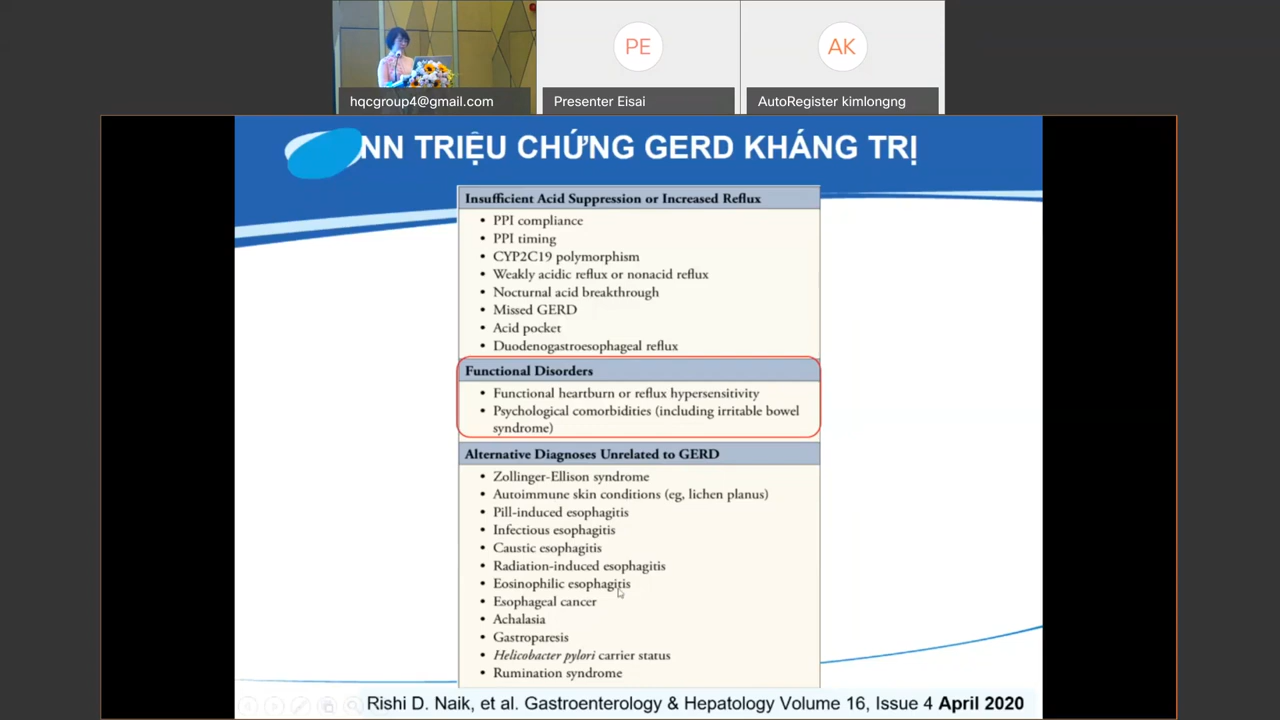 PE
AK
hqcgroup4@gmail.com
Presenter Eisai
AutoRegister kimlongng
NN TRIỆU CHỨNG GERD KHÁNG TRỊ
Insufficient Acid Suppression or Increased Reflux
• PPI compliance
• PPI timing
• CYP2C19 polymorphism
• Weakly acidic reflux or nonacid reflux
• Nocturnal acid breakthrough
• Missed GERD
• Acid pocket
• Duodenogastroesophageal reflux
Functional Disorders
• Functional heartburn or reflux hypersensitivity
• Psychological comorbidities (including irritable bowel
syndrome)
Alternative Diagnoses Unrelated to GERD
• Zollinger-Ellison syndrome
• Autoimmune skin conditions (eg, lichen planus)
• Pill-induced esophagitis
• Infectious esophagitis
• Caustic esophagitis
• Radiation-induced esophagitis
• Eosinophilic esophagitis
• Esophageal cancer
• Achalasia
• Gastroparesis
• Helicobacter pylori carrier status
• Rumination syndrome
Rishi D. Naik, et al. Gastroenterology & Hepatology Volume 16, Issue 4 April 2020